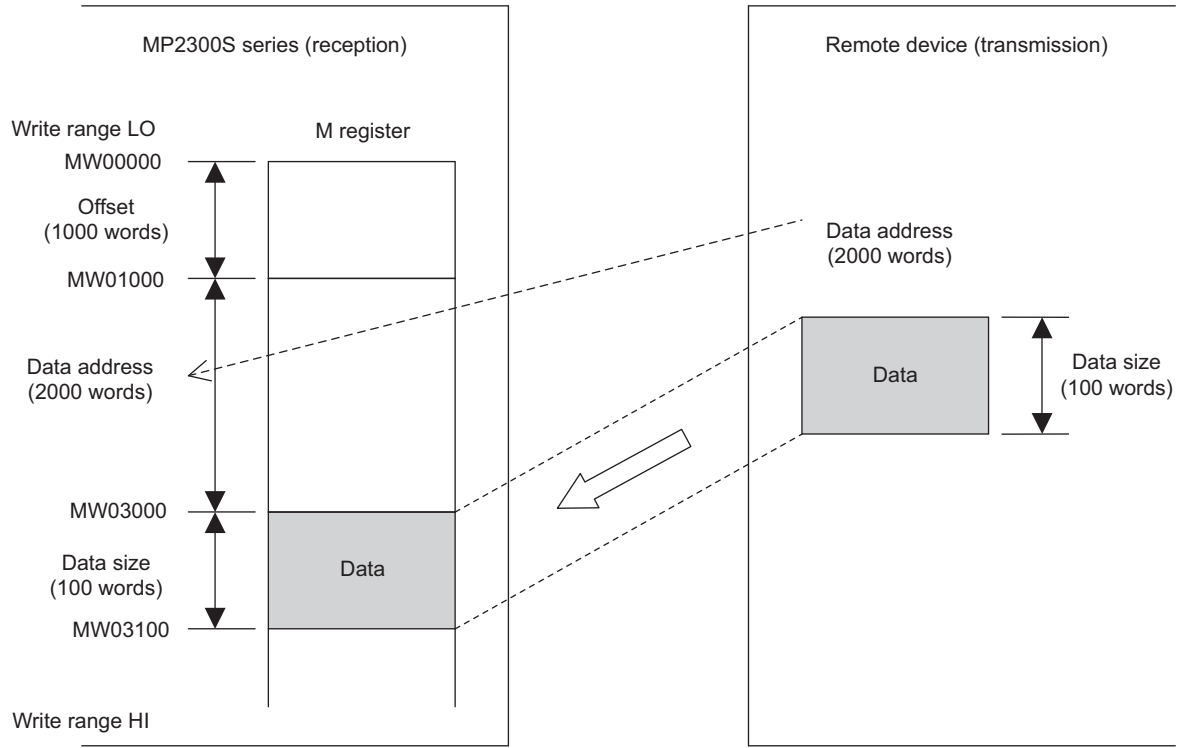 MP2300S series (reception)
Remote device (transmission)
Write range LO
M register
MW00000
Offset
(1000 words)
MW01000
Data address
(2000 words)
Data address
(2000 words)
Data
Data size
(100 words)
MW03000
Data size
(100 words)
Data
MW03100
Write range HI